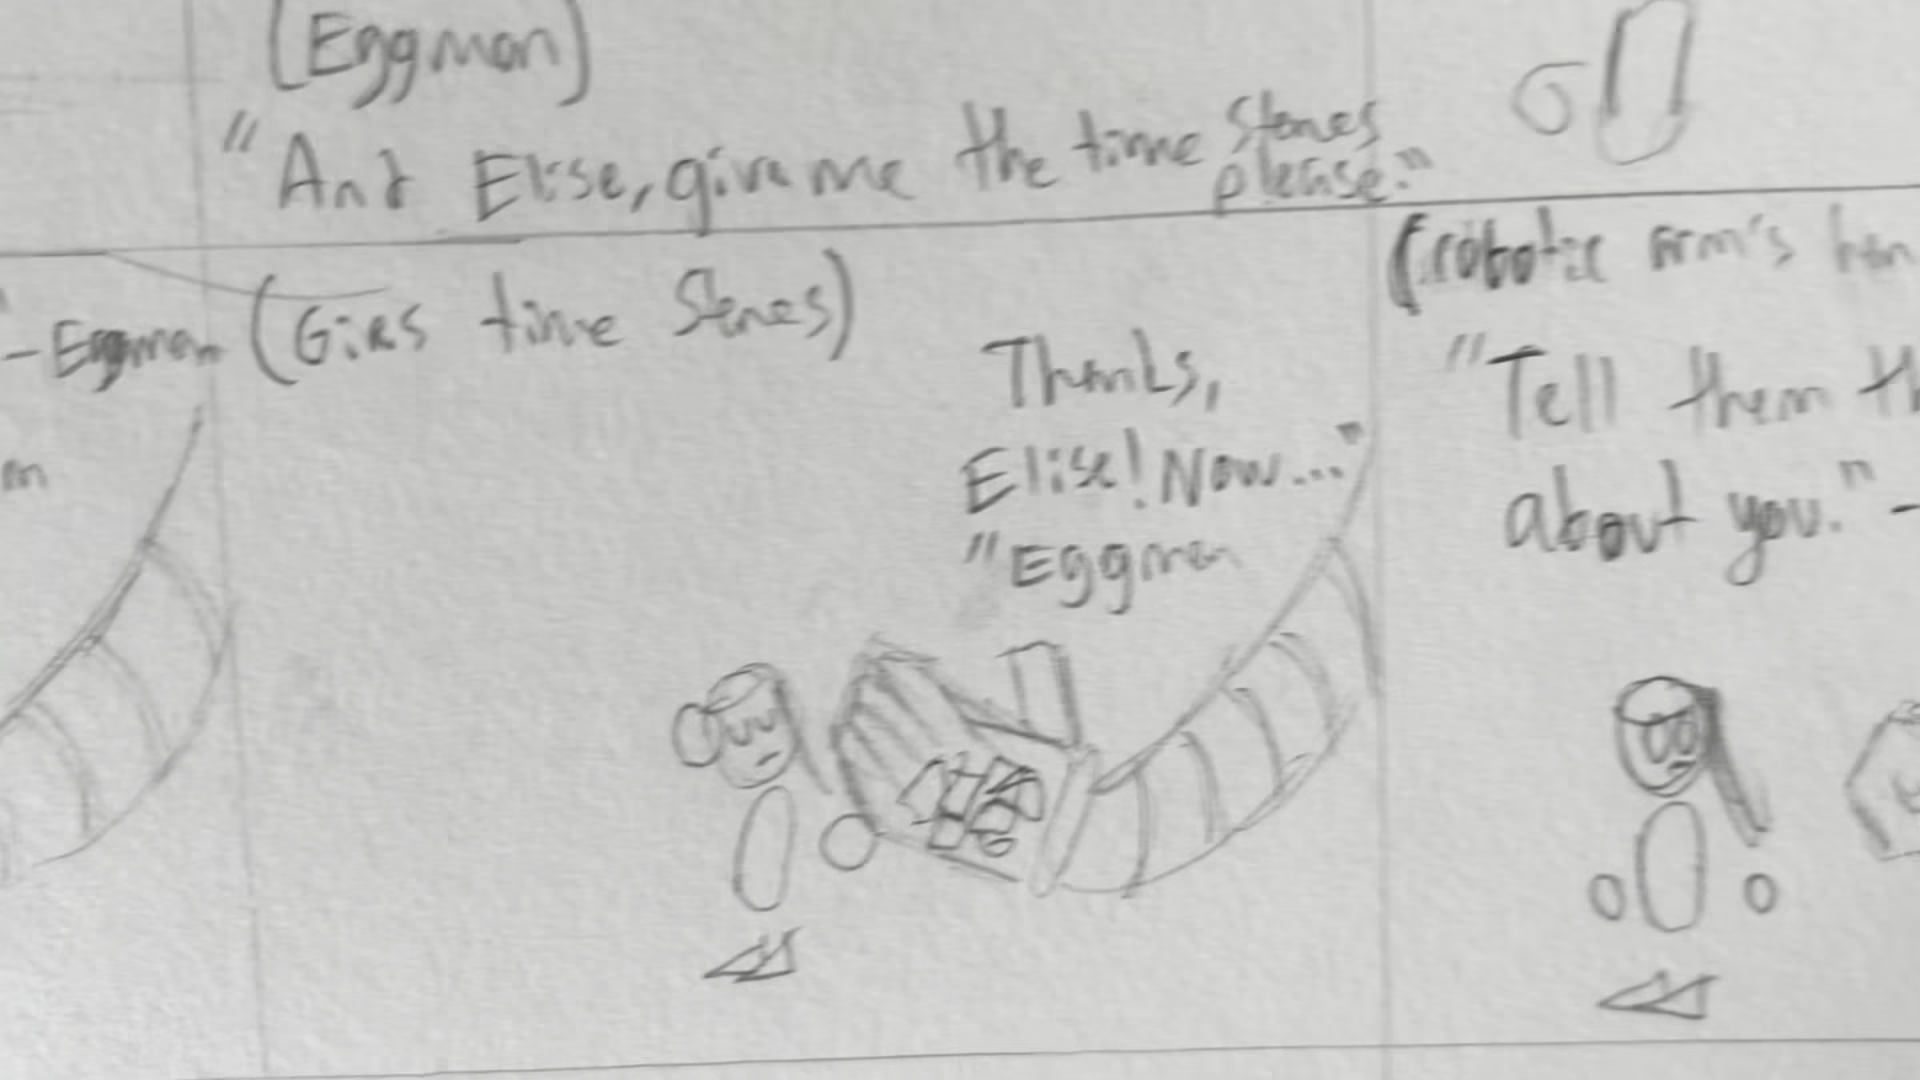 (Eggman)
"And Elise, give me the time stones
please."
- Eggman
(Gives time Stones)
Thanks,
Elise! Now..."
"Eggman
(robotic arm's
"Tell them
about you." -